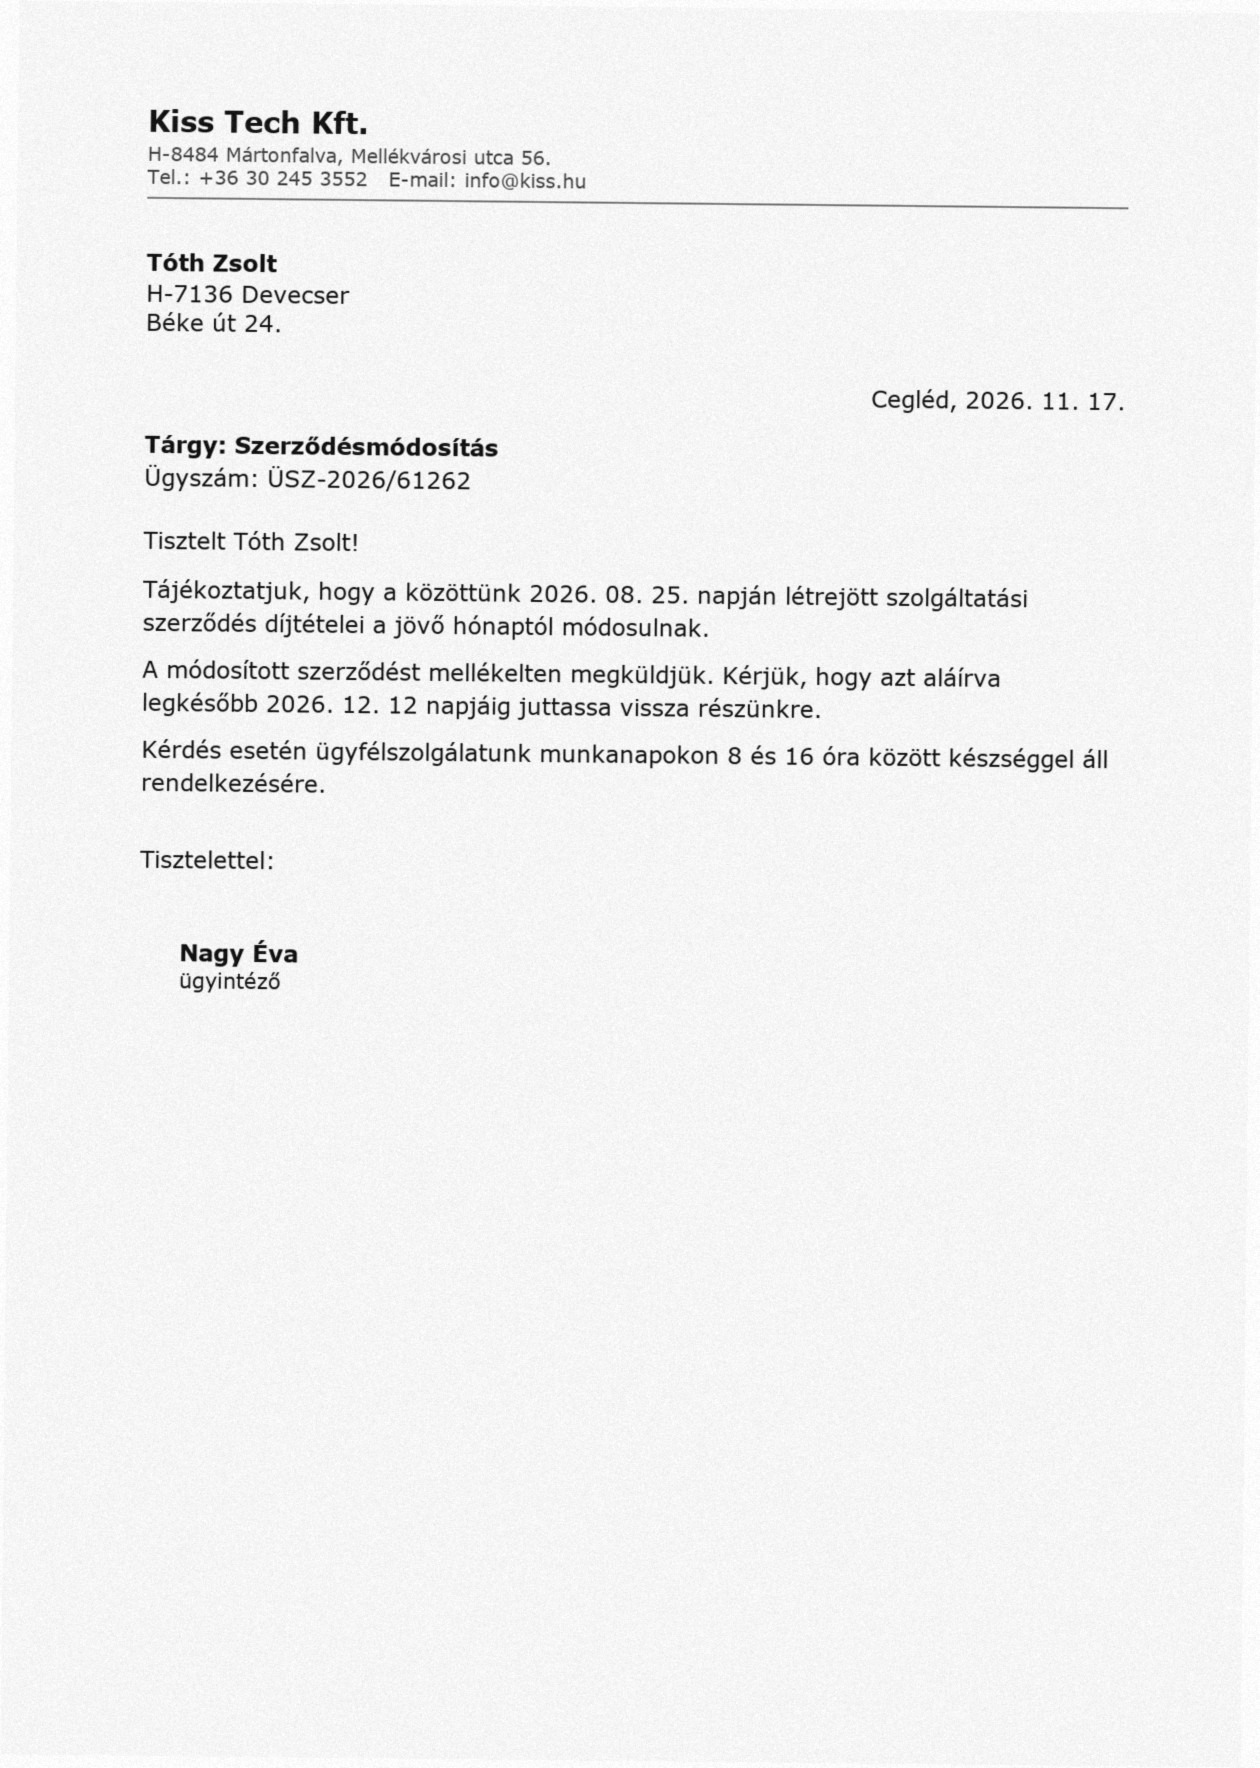 Kiss Tech Kft.
H-8484 Mártonfalva, Mellékvárosi utca 56.
Tel.: +36 30 245 3552 E-mail: info@kiss.hu
Tóth Zsolt
H-7136 Devecser
Béke út 24.
Cegléd, 2026. 11. 17.
Tárgy: Szerződésmódosítás
Ügyszám: ÜSZ-2026/61262
Tisztelt Tóth Zsolt!
Tájékoztatjuk, hogy a közöttünk 2026. 08. 25. napján létrejött szolgáltatási
szerződés díjtételei a jövő hónaptól módosulnak.
A módosított szerződést mellékelten megküldjük. Kérjük, hogy azt aláírva
legkésőbb 2026. 12. 12 napjáig juttassa vissza részünkre.
Kérdés esetén ügyfélszolgálatunk munkanapokon 8 és 16 óra között készséggel áll
rendelkezésére.
Tisztelettel:
Nagy Éva
ügyintéző